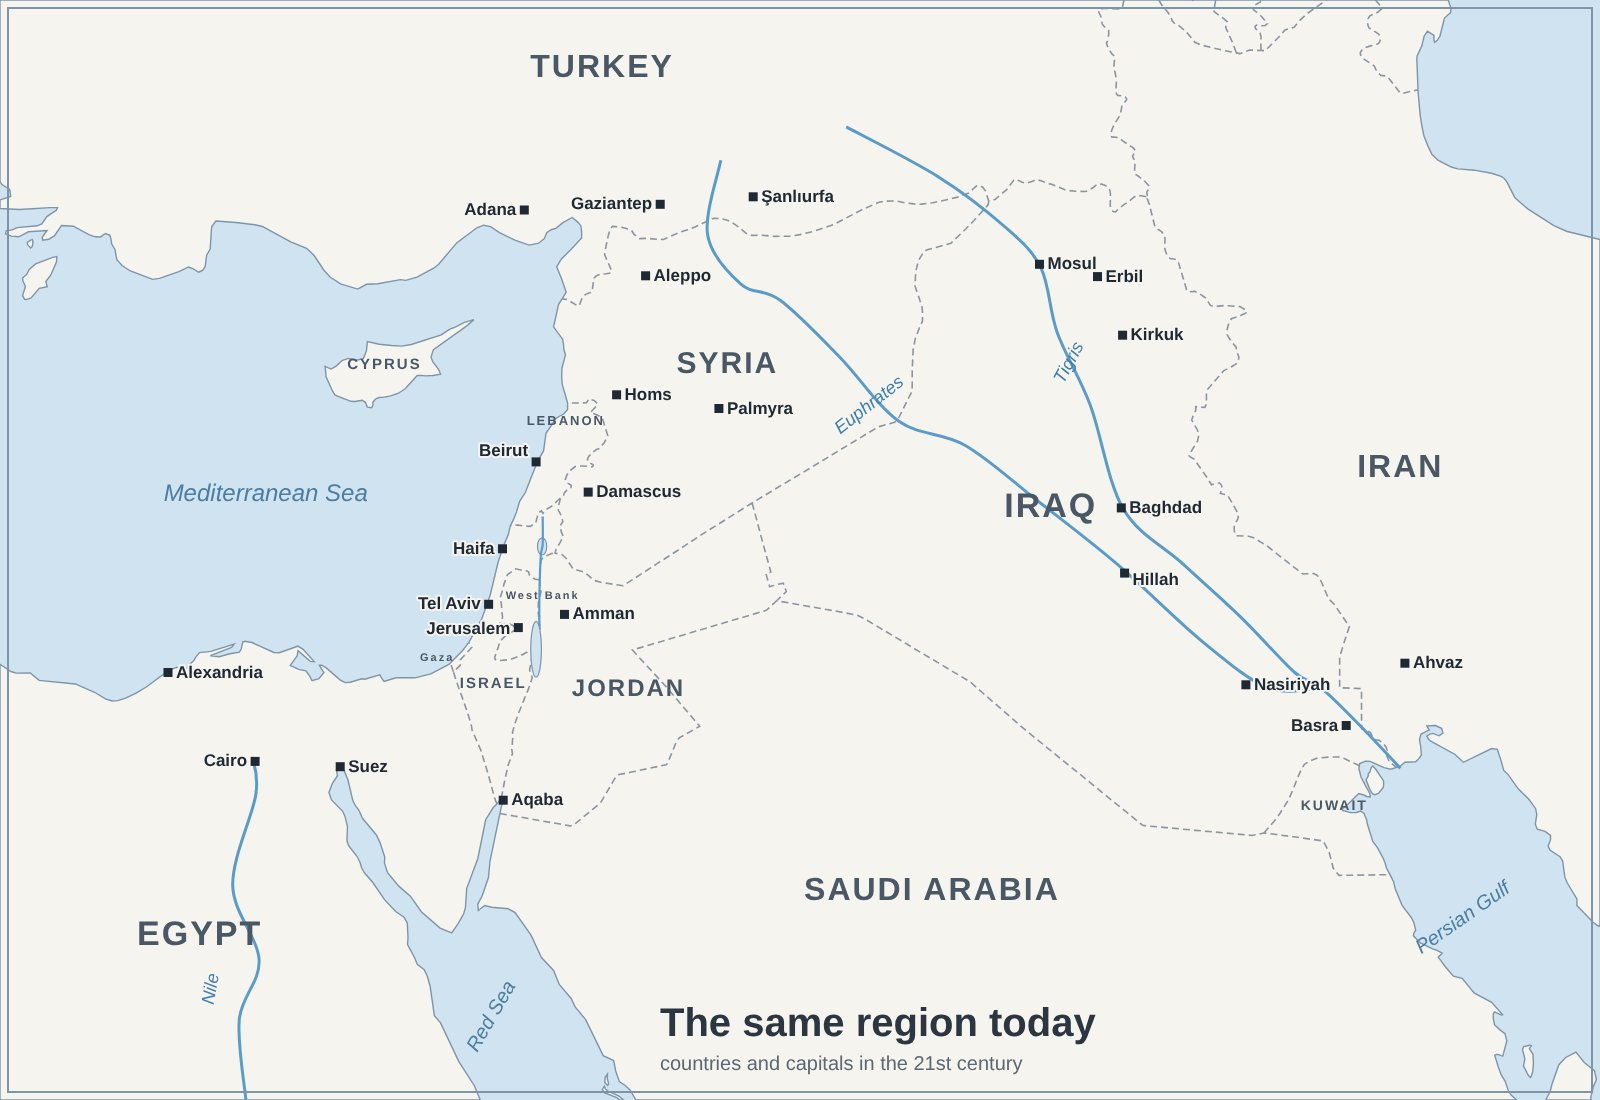 TURKEY
Adana
Gaziantep
Şanlıurfa
Aleppo
Mosul
Erbil
Kirkuk
SYRIA
CYPRUS
Tigris
Euphrates
Homs
Palmyra
LEBANON
Beirut
IRAN
Mediterranean Sea
Damascus
IRAQ
Baghdad
Haifa
Hillah
West Bank
Tel Aviv
Amman
Jerusalem
Gaza
Alexandria
ISRAEL
JORDAN
Ahvaz
Nasiriyah
Basra
Cairo
Suez
Aqaba
KUWAIT
SAUDI ARABIA
Persian Gulf
EGYPT
Nile
Red Sea
The same region today
countries and capitals in the 21st century